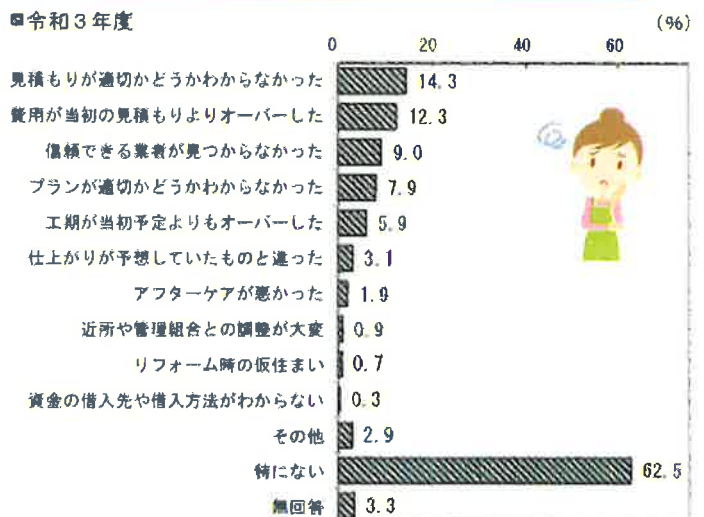 令和3年度
(%)
0 20 40 60
見積もりが適切かどうかわからなかった 14.3
費用が当初の見積もりよりオーバーした 12.3
信頼できる業者が見つからなかった 9.0
プランが適切かどうかわからなかった 7.9
工期が当初予定よりもオーバーした 5.9
仕上がりが予想していたものと違った 3.1
アフターケアが悪かった 1.9
近所や管理組合との調整が大変 0.9
リフォーム時の仮住まい 0.7
資金の借入先や借入方法がわからない 0.3
その他 2.9
特にない 62.5
無回答 3.3